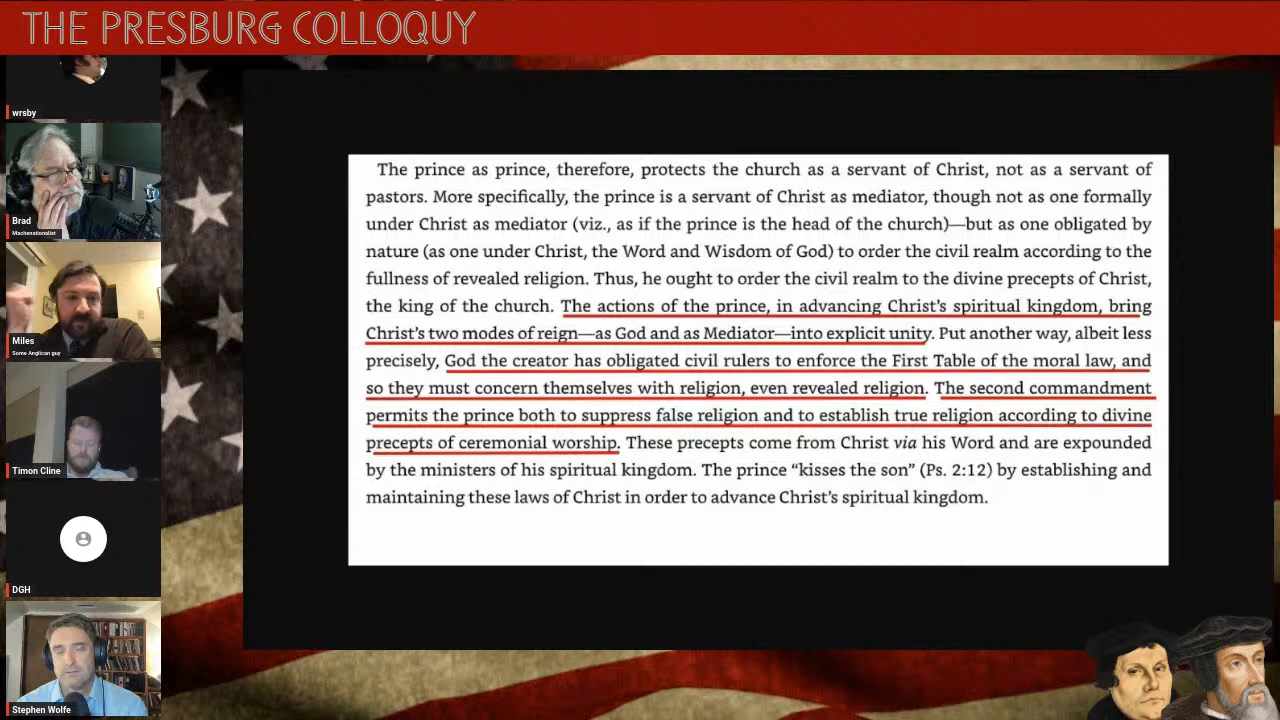 THE PRESBURG COLLOQUY
wrsby
Brad
Machenationalist
Miles
Some Anglican guy
Timon Cline
DGH
Stephen Wolfe
The prince as prince, therefore, protects the church as a servant of Christ, not as a servant of
pastors. More specifically, the prince is a servant of Christ as mediator, though not as one formally
under Christ as mediator (viz., as if the prince is the head of the church)—but as one obligated by
nature (as one under Christ, the Word and Wisdom of God) to order the civil realm according to the
fullness of revealed religion. Thus, he ought to order the civil realm to the divine precepts of Christ,
the king of the church. The actions of the prince, in advancing Christ's spiritual kingdom, bring
Christ's two modes of reign—as God and as Mediator—into explicit unity. Put another way, albeit less
precisely, God the creator has obligated civil rulers to enforce the First Table of the moral law, and
so they must concern themselves with religion, even revealed religion. The second commandment
permits the prince both to suppress false religion and to establish true religion according to divine
precepts of ceremonial worship. These precepts come from Christ via his Word and are expounded
by the ministers of his spiritual kingdom. The prince “kisses the son” (Ps. 2:12) by establishing and
maintaining these laws of Christ in order to advance Christ's spiritual kingdom.